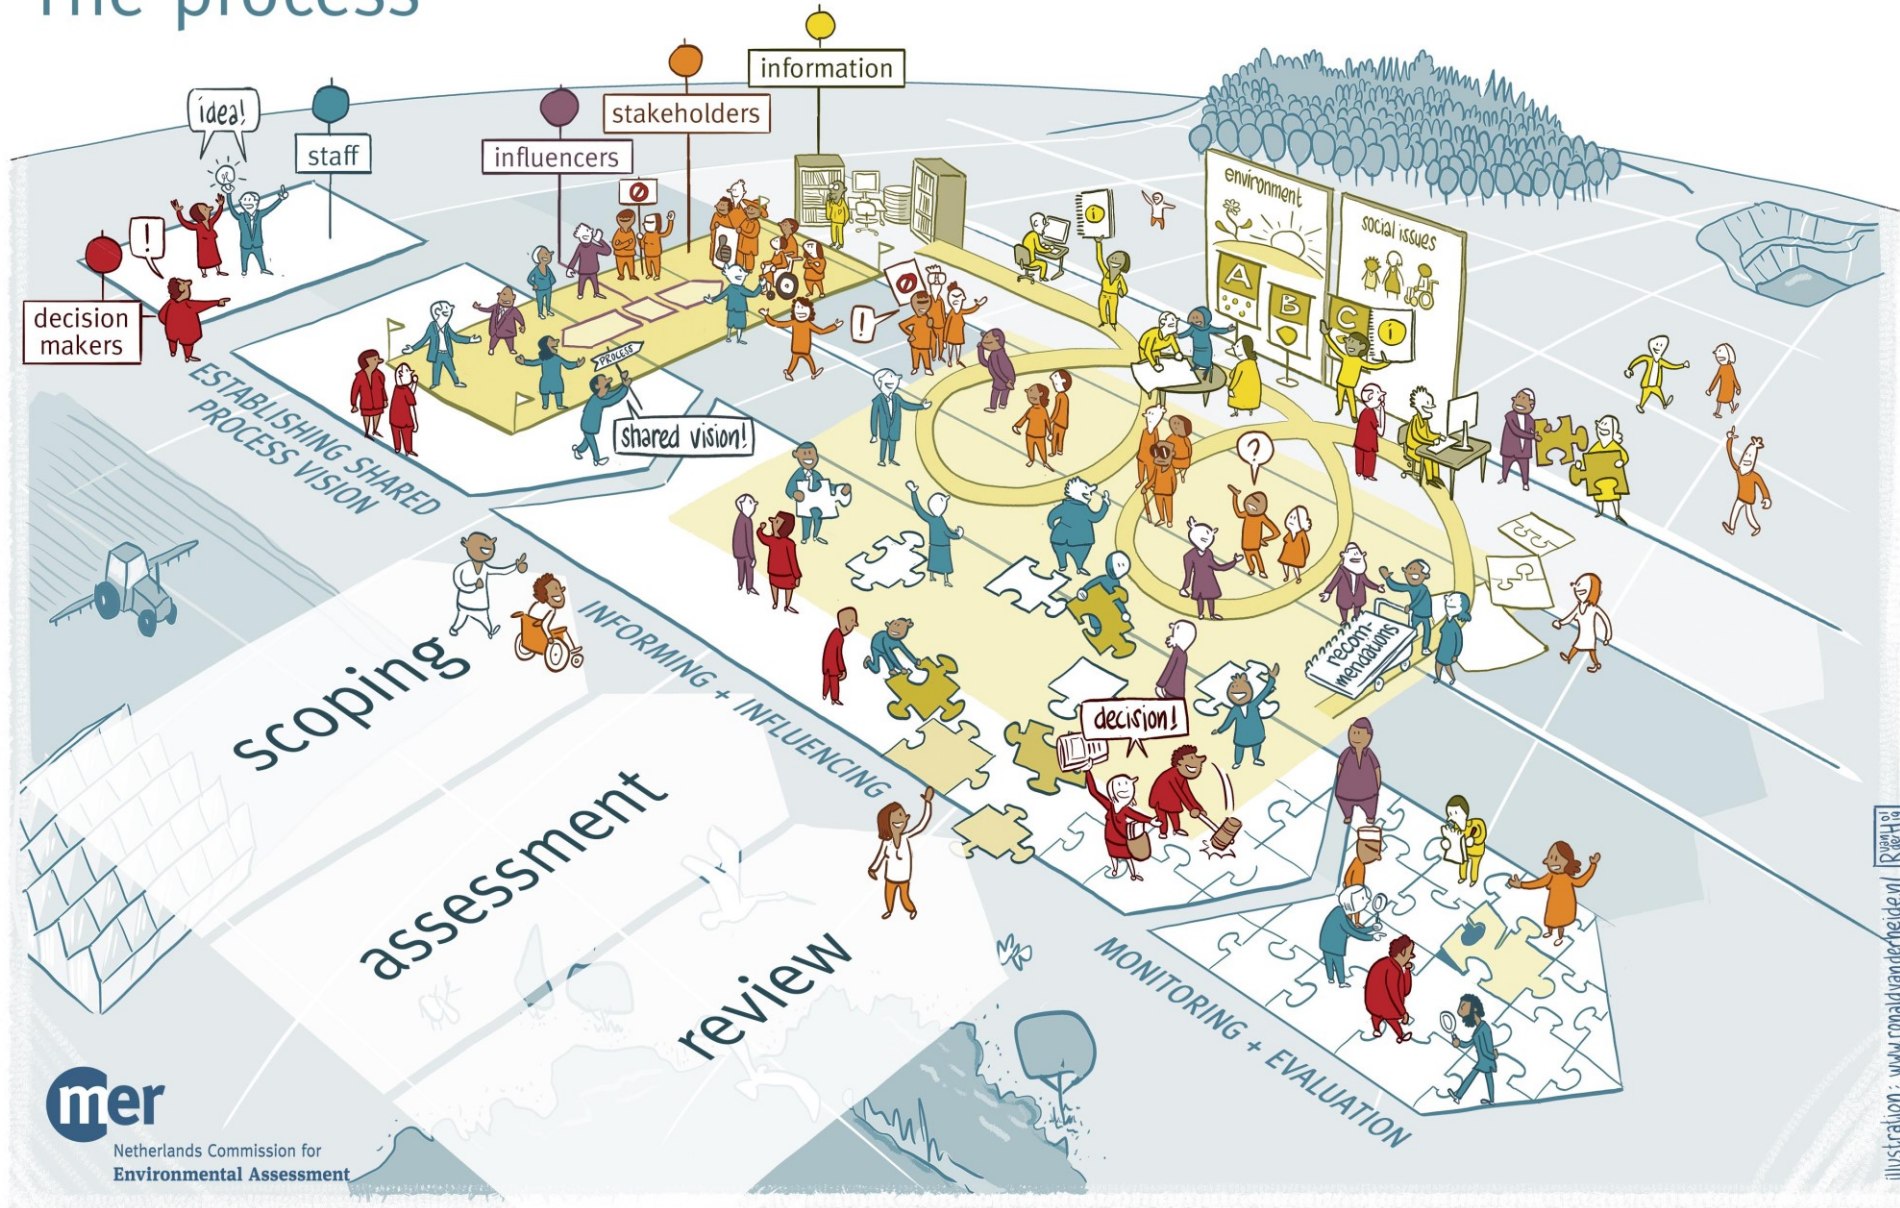 The process
information
stakeholders
idea!
staff
influencers
!
decision
makers
environment
social issues
A
B
C
i
i
!
PROCESS
shared vision!
?
ESTABLISHING SHARED
PROCESS VISION
INFORMING + INFLUENCING
recom-
mendations
decision!
scoping
assessment
review
MONITORING + EVALUATION
mer
Netherlands Commission for
Environmental Assessment
illustration: www.ronaldvanderheiden.nl